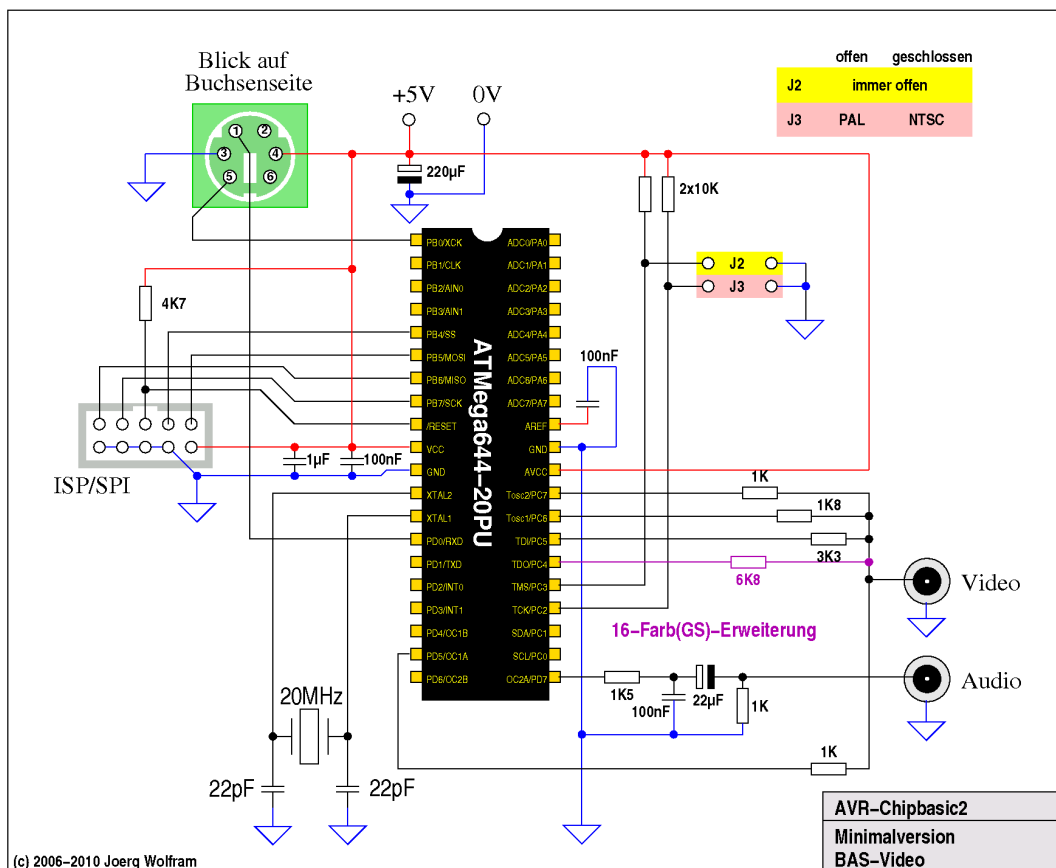 Blick auf
Buchsenseite
1
2
3
4
5
6
+5V
0V
220µF
offen geschlossen
J2 immer offen
J3 PAL NTSC
2x10K
J2
J3
4K7
ISP/SPI
1µF
100nF
100nF
ATMega644-20PU
PB0/XCK
PB1/CLK
PB2/AIN0
PB3/AIN1
PB4/SS
PB5/MOSI
PB6/MISO
PB7/SCK
/RESET
VCC
GND
XTAL2
XTAL1
PD0/RXD
PD1/TXD
PD2/INT0
PD3/INT1
PD4/OC1B
PD5/OC1A
PD6/OC2B
ADC0/PA0
ADC1/PA1
ADC2/PA2
ADC3/PA3
ADC4/PA4
ADC5/PA5
ADC6/PA6
ADC7/PA7
AREF
GND
AVCC
Tosc2/PC7
Tosc1/PC6
TDI/PC5
TDO/PC4
TMS/PC3
TCK/PC2
SDA/PC1
SCL/PC0
OC2A/PD7
1K
1K8
3K3
6K8
16-Farb(GS)-Erweiterung
Video
Audio
1K5
100nF
22µF
1K
1K
20MHz
22pF
22pF
AVR-Chipbasic2
Minimalversion
BAS-Video
(c) 2006-2010 Joerg Wolfram